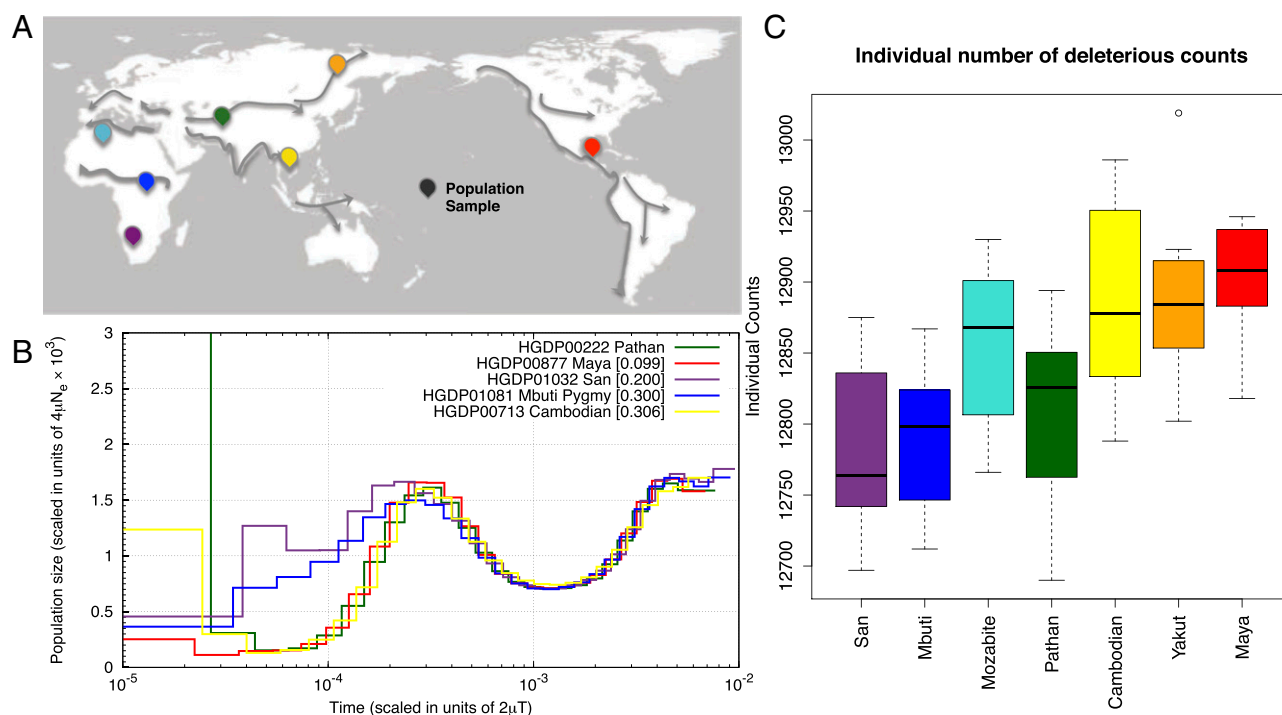 A
Population
Sample
B
Population size (scaled in units of 4μNe × 10³)
3
2.5
2
1.5
1
0.5
0
HGDP00222 Pathan
HGDP00877 Maya [0.099]
HGDP01032 San [0.200]
HGDP01081 Mbuti Pygmy [0.300]
HGDP00713 Cambodian [0.306]
10⁻⁵
10⁻⁴
10⁻³
10⁻²
Time (scaled in units of 2μT)
C
Individual number of deleterious counts
Individual Counts
13000
12950
12900
12850
12800
12750
12700
San
Mbuti
Mozabite
Pathan
Cambodian
Yakut
Maya